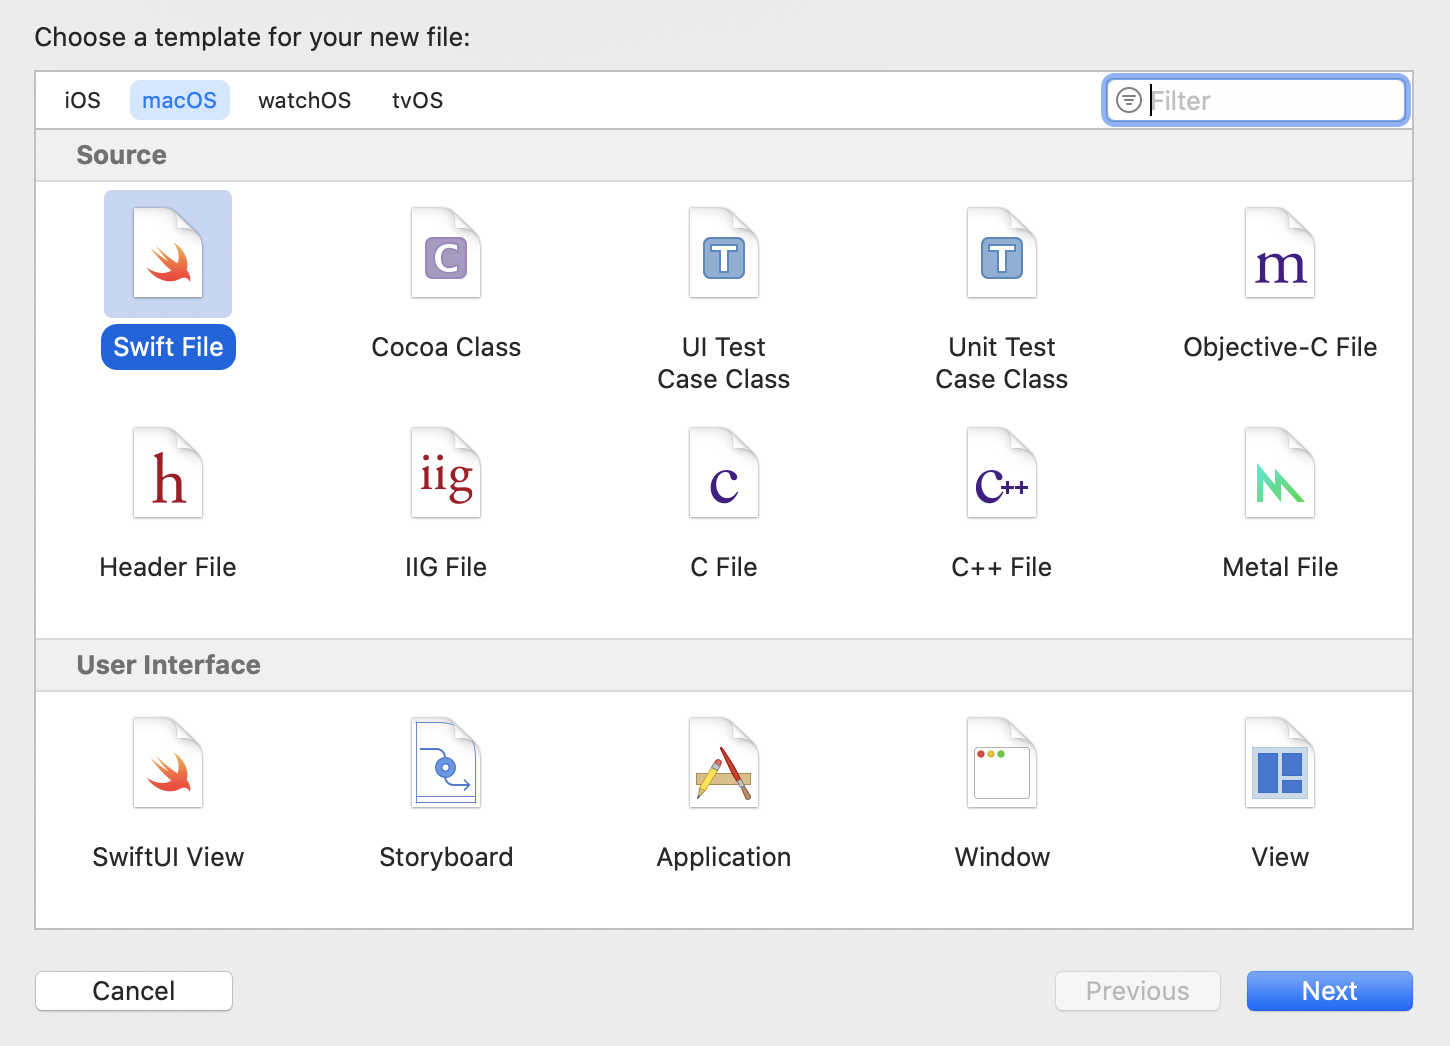 Choose a template for your new file:
iOS macOS watchOS tvOS Filter
Source
C T T m
Swift File Cocoa Class UI Test Unit Test Objective-C File
Case Class Case Class
h iig c C++
Header File IIG File C File C++ File Metal File
User Interface
SwiftUI View Storyboard Application Window View
Cancel Previous Next